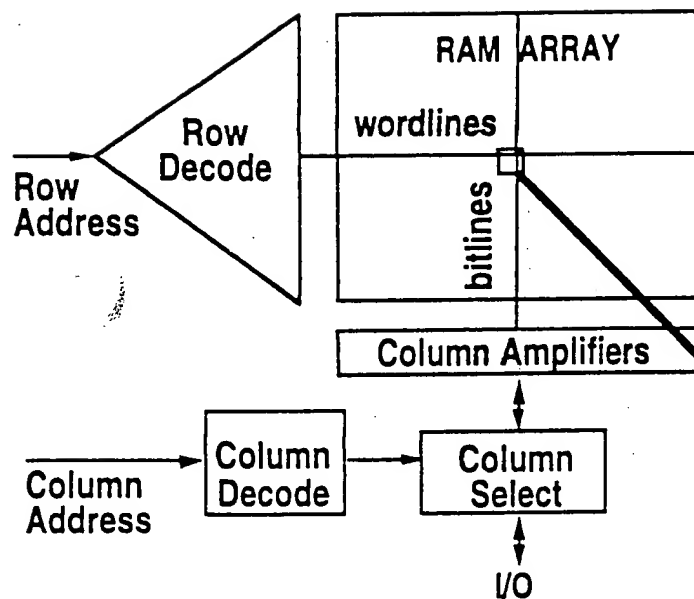 RAM ARRAY
Row
Decode
wordlines
Row
Address
bitlines
Column Amplifiers
Column
Decode
Column
Select
Column
Address
I/O